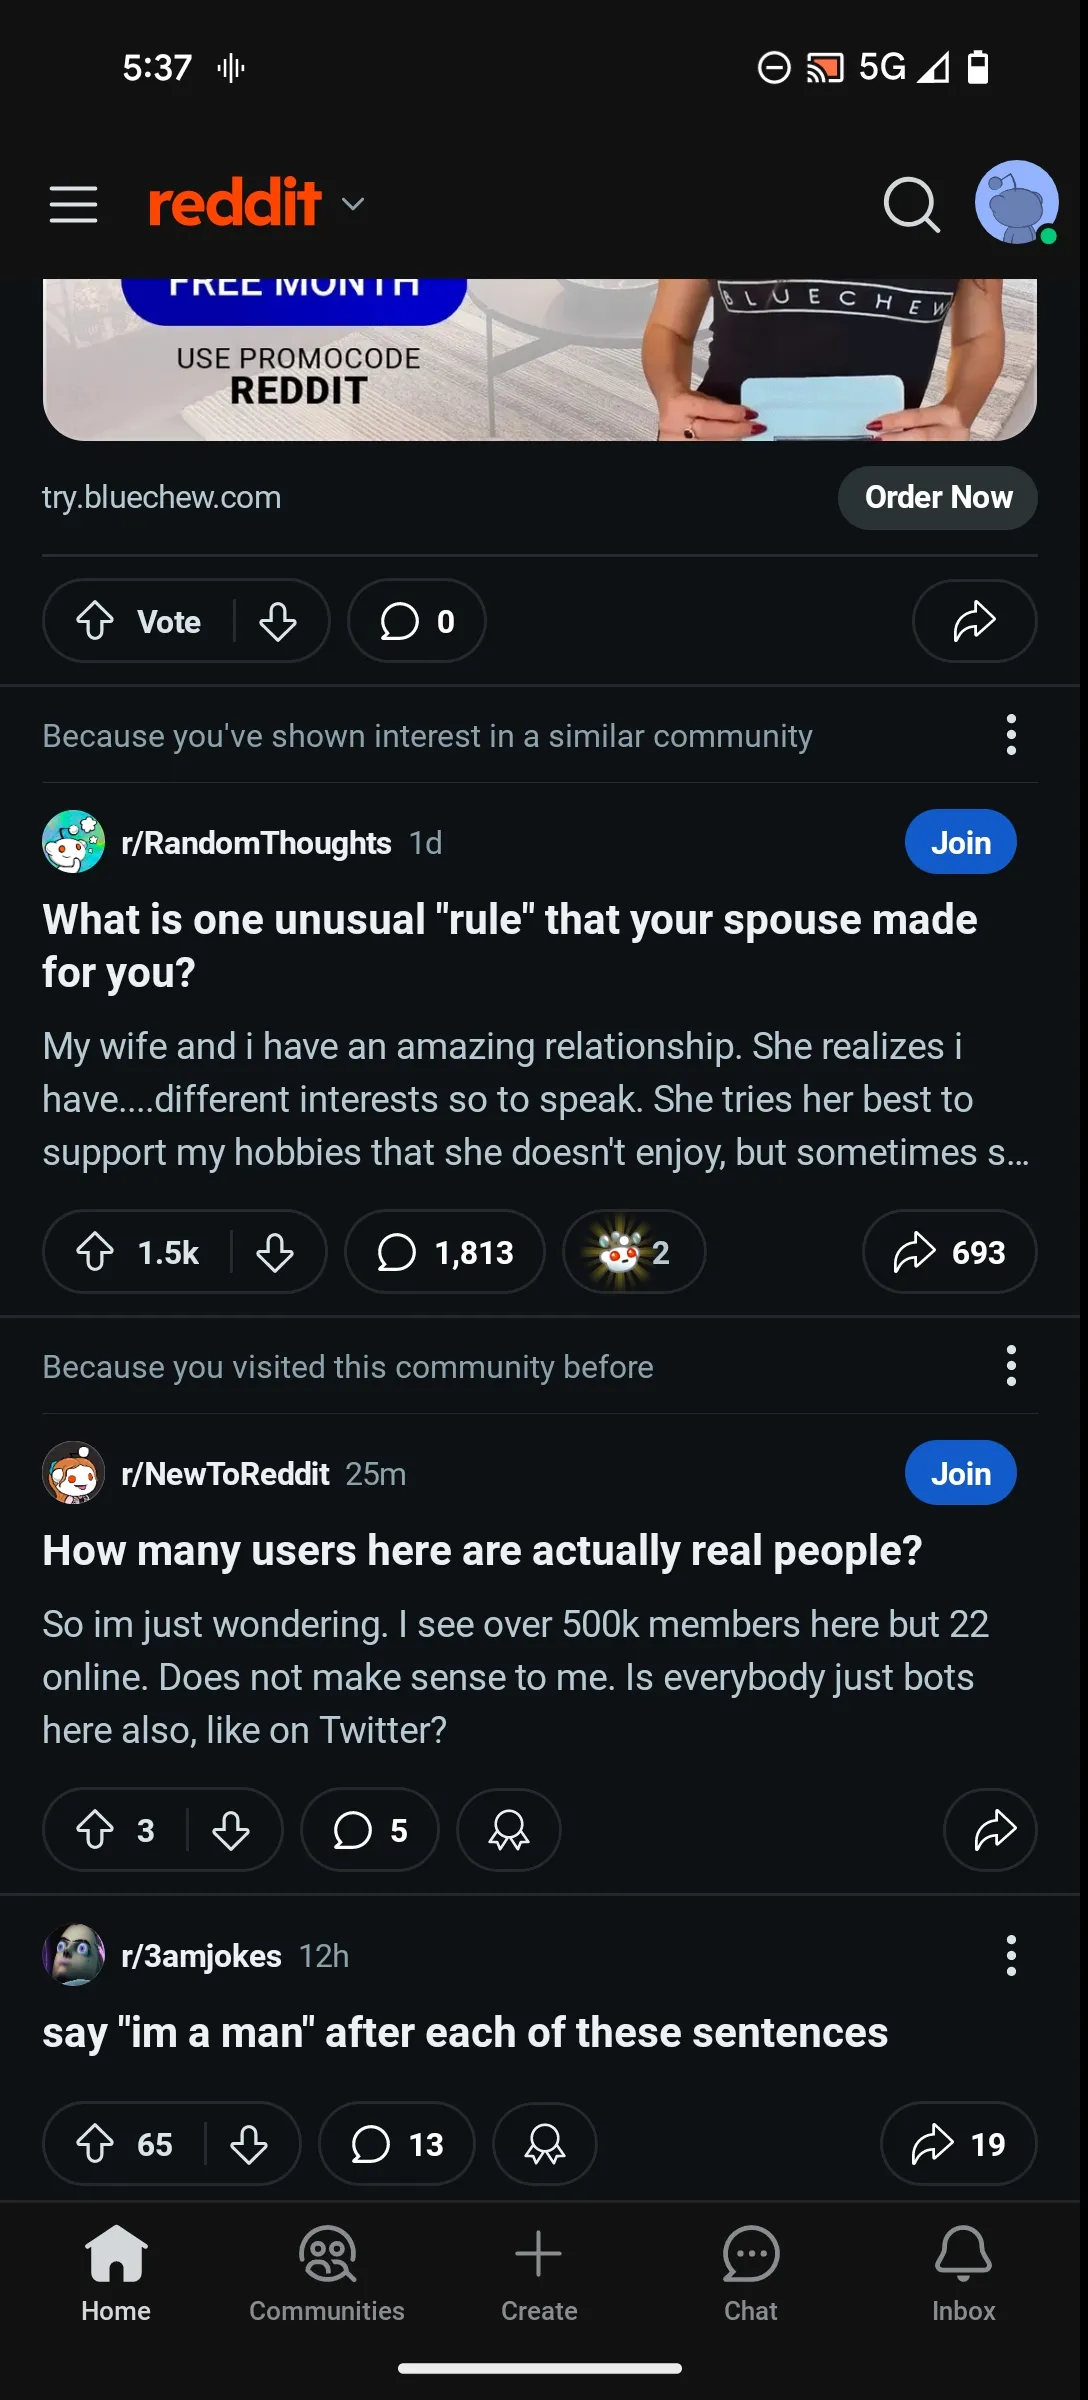 5:37
5G
reddit
FREE MONTH
BLUECHEW
USE PROMOCODE
REDDIT
try.bluechew.com
Order Now
Vote
0
Because you've shown interest in a similar community
r/RandomThoughts 1d
Join
What is one unusual "rule" that your spouse made
for you?
My wife and i have an amazing relationship. She realizes i
have....different interests so to speak. She tries her best to
support my hobbies that she doesn't enjoy, but sometimes s...
1.5k
1,813
2
693
Because you visited this community before
r/NewToReddit 25m
Join
How many users here are actually real people?
So im just wondering. I see over 500k members here but 22
online. Does not make sense to me. Is everybody just bots
here also, like on Twitter?
3
5
r/3amjokes 12h
say "im a man" after each of these sentences
65
13
19
Home
Communities
Create
Chat
Inbox